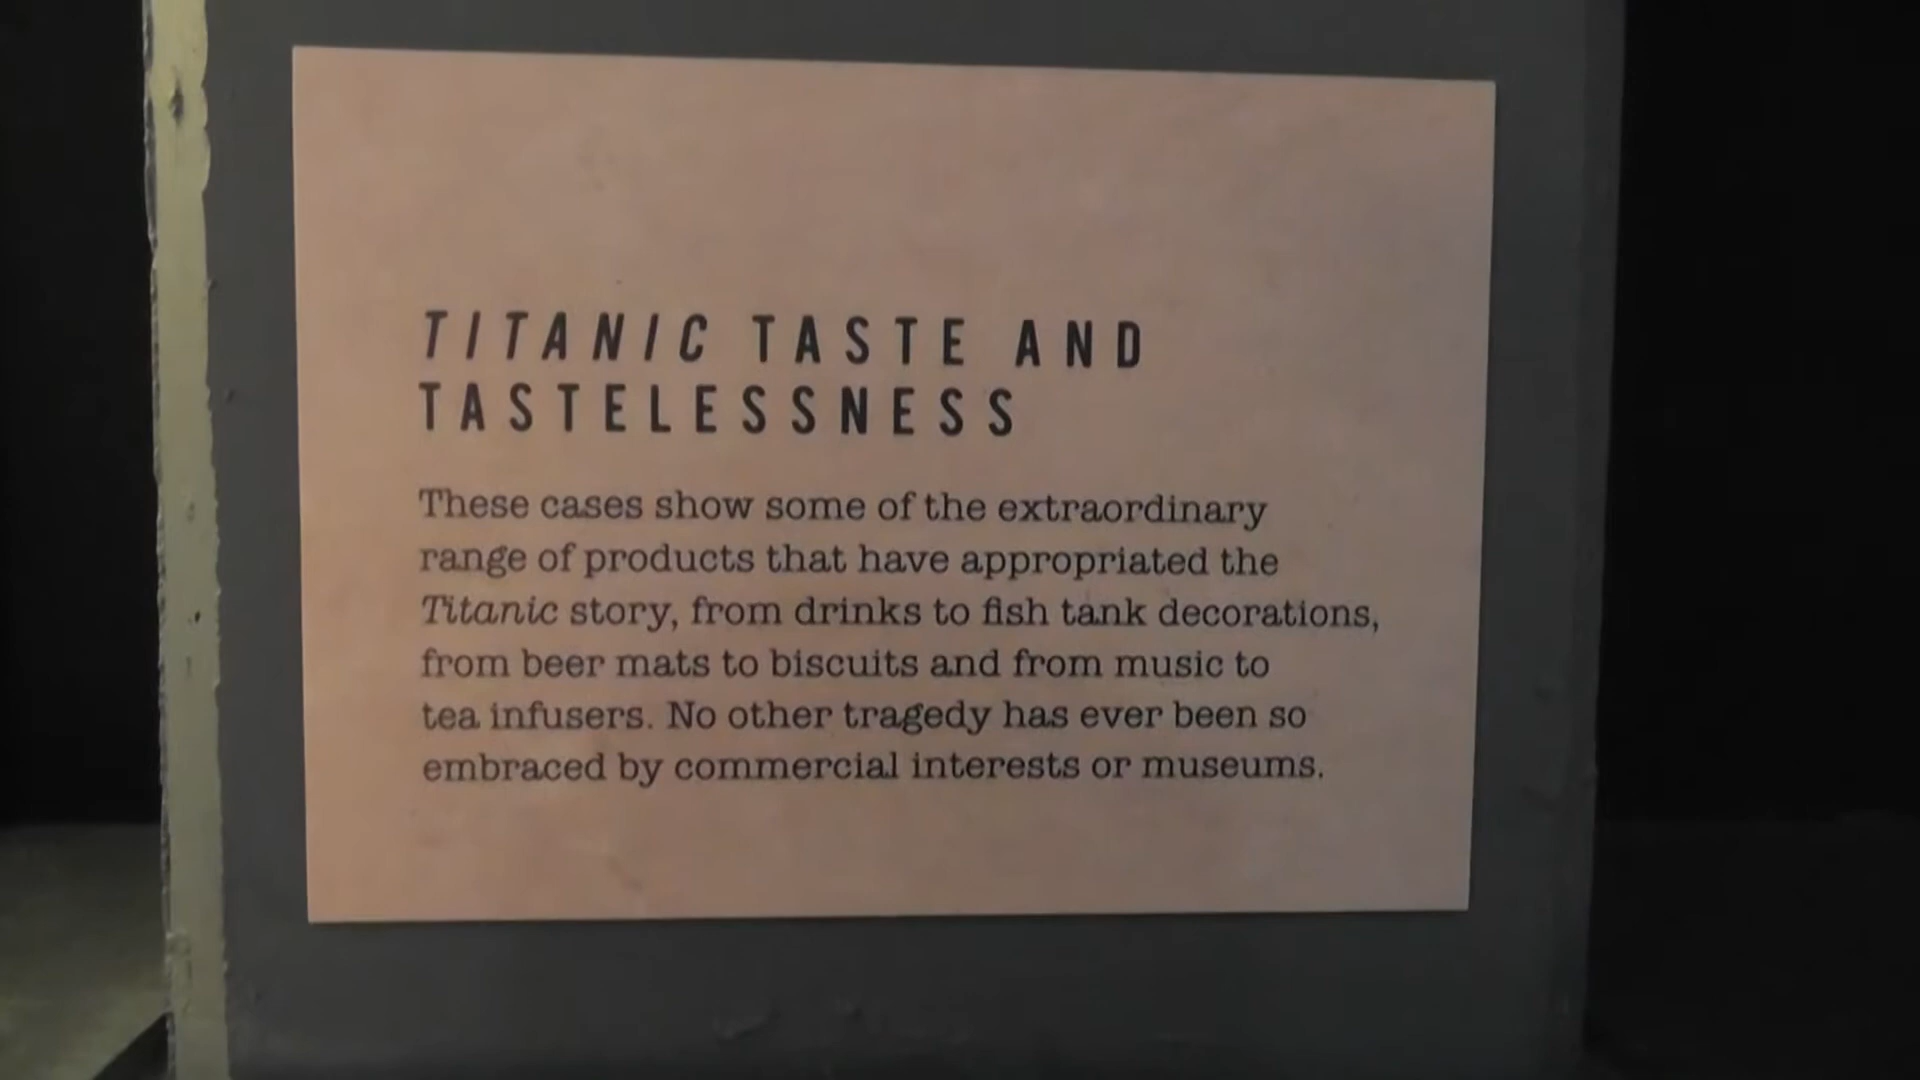 TITANIC TASTE AND
TASTELESSNESS
These cases show some of the extraordinary
range of products that have appropriated the
Titanic story, from drinks to fish tank decorations,
from beer mats to biscuits and from music to
tea infusers. No other tragedy has ever been so
embraced by commercial interests or museums.